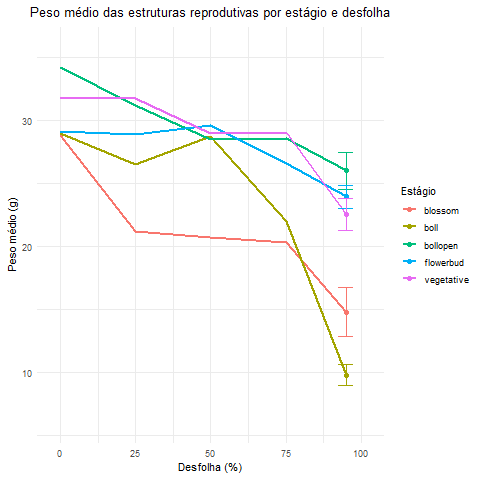 Peso médio das estruturas reprodutivas por estágio e desfolha
Peso médio (g)
30
20
10
0
25
50
75
100
Desfolha (%)
Estágio
blossom
boll
bollopen
flowerbud
vegetative